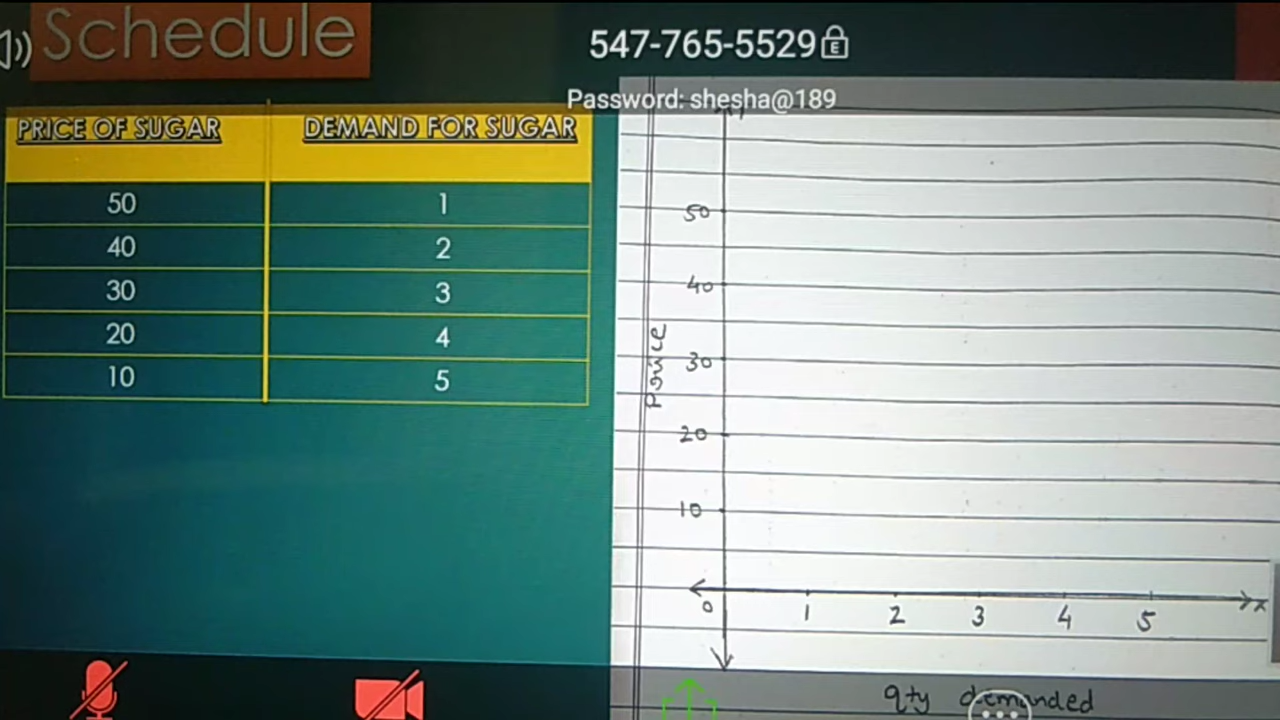 Schedule
547-765-5529
Password: shesha@189
PRICE OF SUGAR DEMAND FOR SUGAR
50 1
40 2
30 3
20 4
10 5
50
40
30
20
10
Price
0 1 2 3 4 5 x
qty demanded